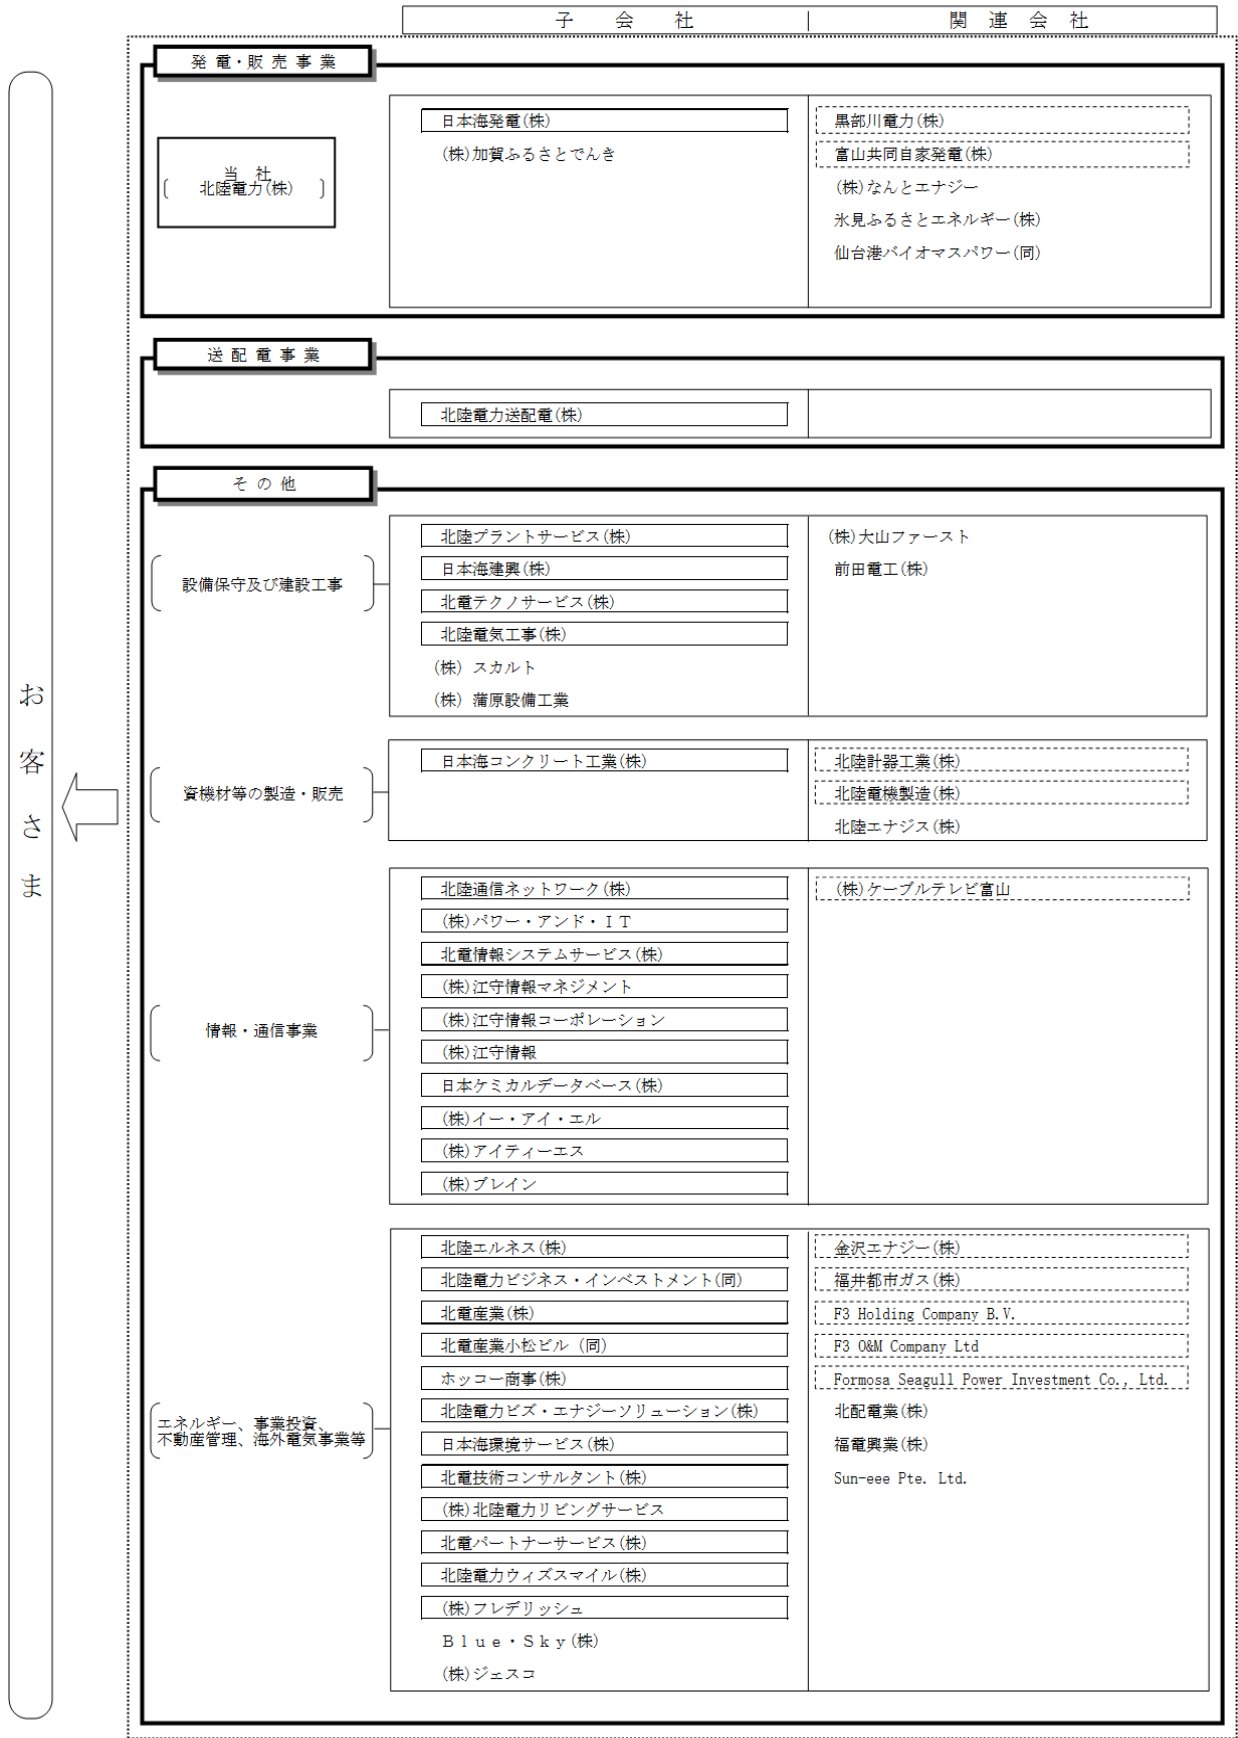 子会社
関連会社
発電・販売事業
当社
北陸電力(株)
日本海発電(株)
(株)加賀ふるさとでんき
黒部川電力(株)
富山共同自家発電(株)
(株)なんとエナジー
氷見ふるさとエネルギー(株)
仙台港バイオマスパワー(同)
送配電事業
北陸電力送配電(株)
その他
設備保守及び建設工事
北陸プラントサービス(株)
日本海建興(株)
北電テクノサービス(株)
北陸電気工事(株)
(株) スカルト
(株) 蒲原設備工業
(株)大山ファースト
前田電工(株)
資機材等の製造・販売
日本海コンクリート工業(株)
北陸計器工業(株)
北陸電機製造(株)
北陸エナジス(株)
情報・通信事業
北陸通信ネットワーク(株)
(株)パワー・アンド・IT
北電情報システムサービス(株)
(株)江守情報マネジメント
(株)江守情報コーポレーション
(株)江守情報
日本ケミカルデータベース(株)
(株)イー・アイ・エル
(株)アイティーエス
(株)ブレイン
(株)ケーブルテレビ富山
エネルギー、事業投資、
不動産管理、海外電気事業等
北陸エルネス(株)
北陸電力ビジネス・インベストメント(同)
北電産業(株)
北電産業小松ビル (同)
ホッコー商事(株)
北陸電力ビズ・エナジーソリューション(株)
日本海環境サービス(株)
北電技術コンサルタント(株)
(株)北陸電力リビングサービス
北電パートナーサービス(株)
北陸電力ウィズスマイル(株)
(株)フレデリッシュ
Blue・Sky(株)
(株)ジェスコ
金沢エナジー(株)
福井都市ガス(株)
F3 Holding Company B.V.
F3 O&M Company Ltd
Formosa Seagull Power Investment Co., Ltd.
北配電業(株)
福電興業(株)
Sun-eee Pte. Ltd.
お客さま